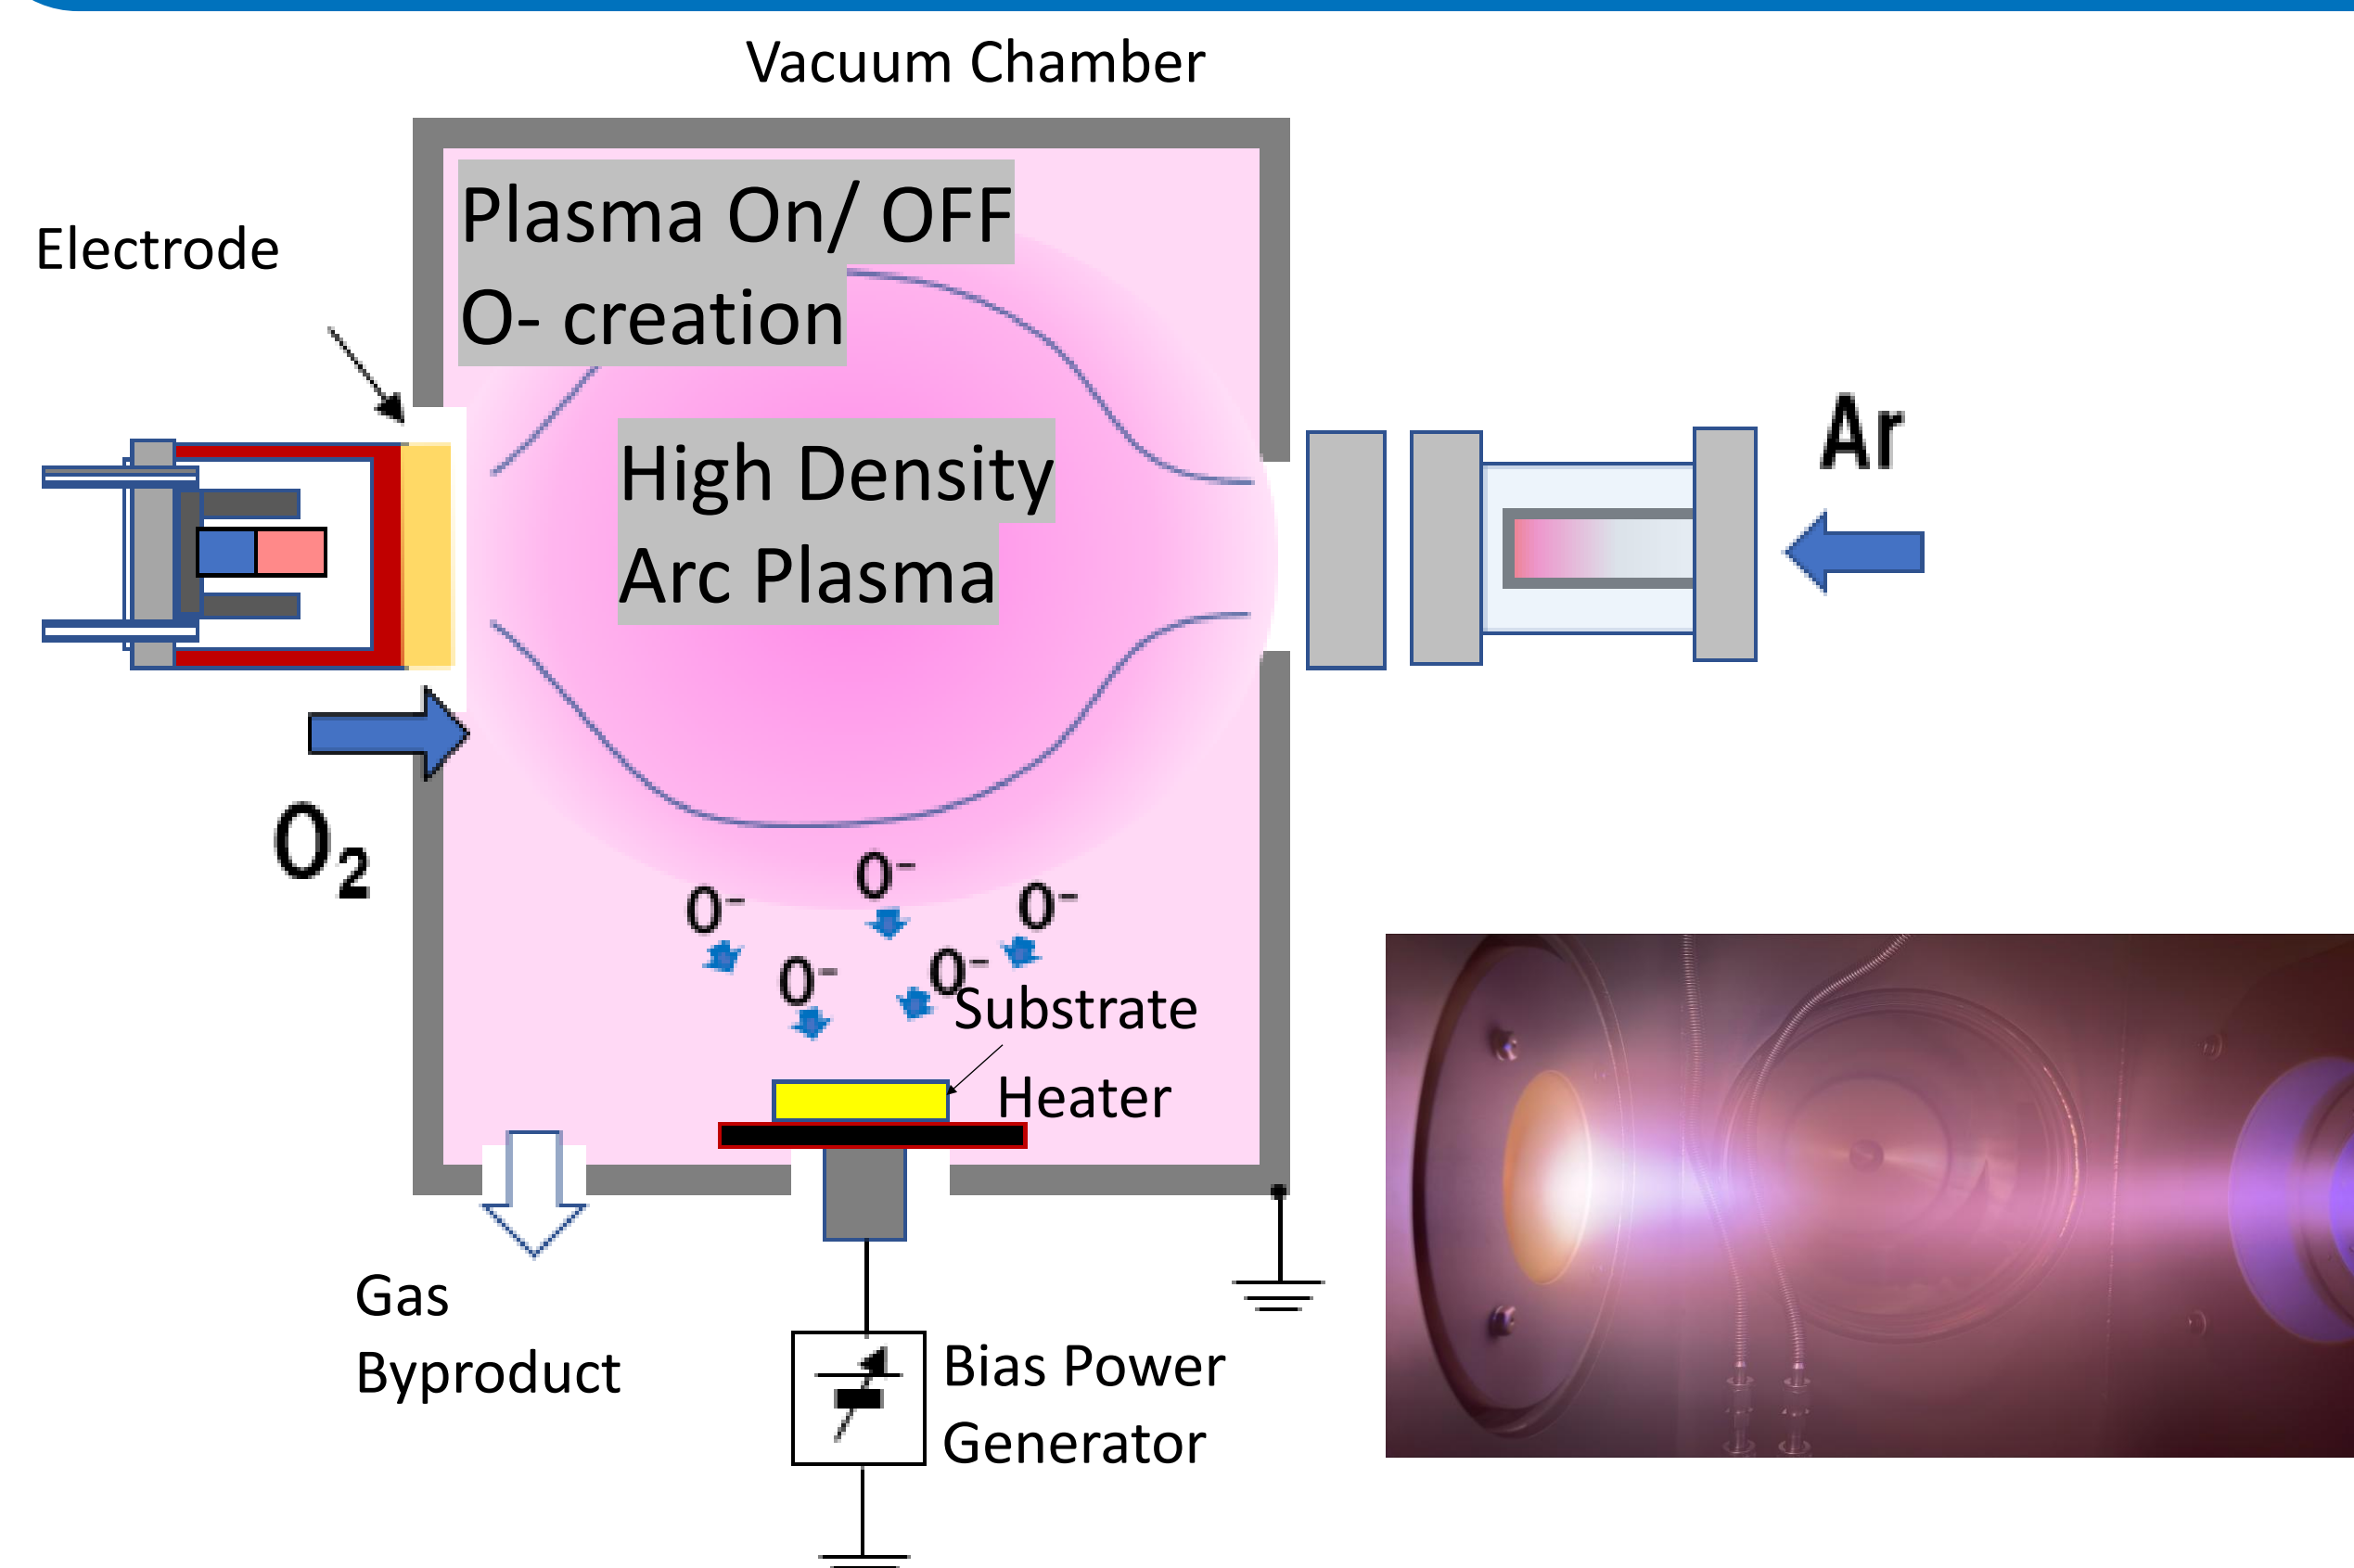 Vacuum Chamber
Plasma On/ OFF
O- creation
Electrode
High Density
Arc Plasma
Ar
O₂
O⁻
O⁻
O⁻
O⁻
O⁻
Substrate
Heater
Gas
Byproduct
Bias Power
Generator